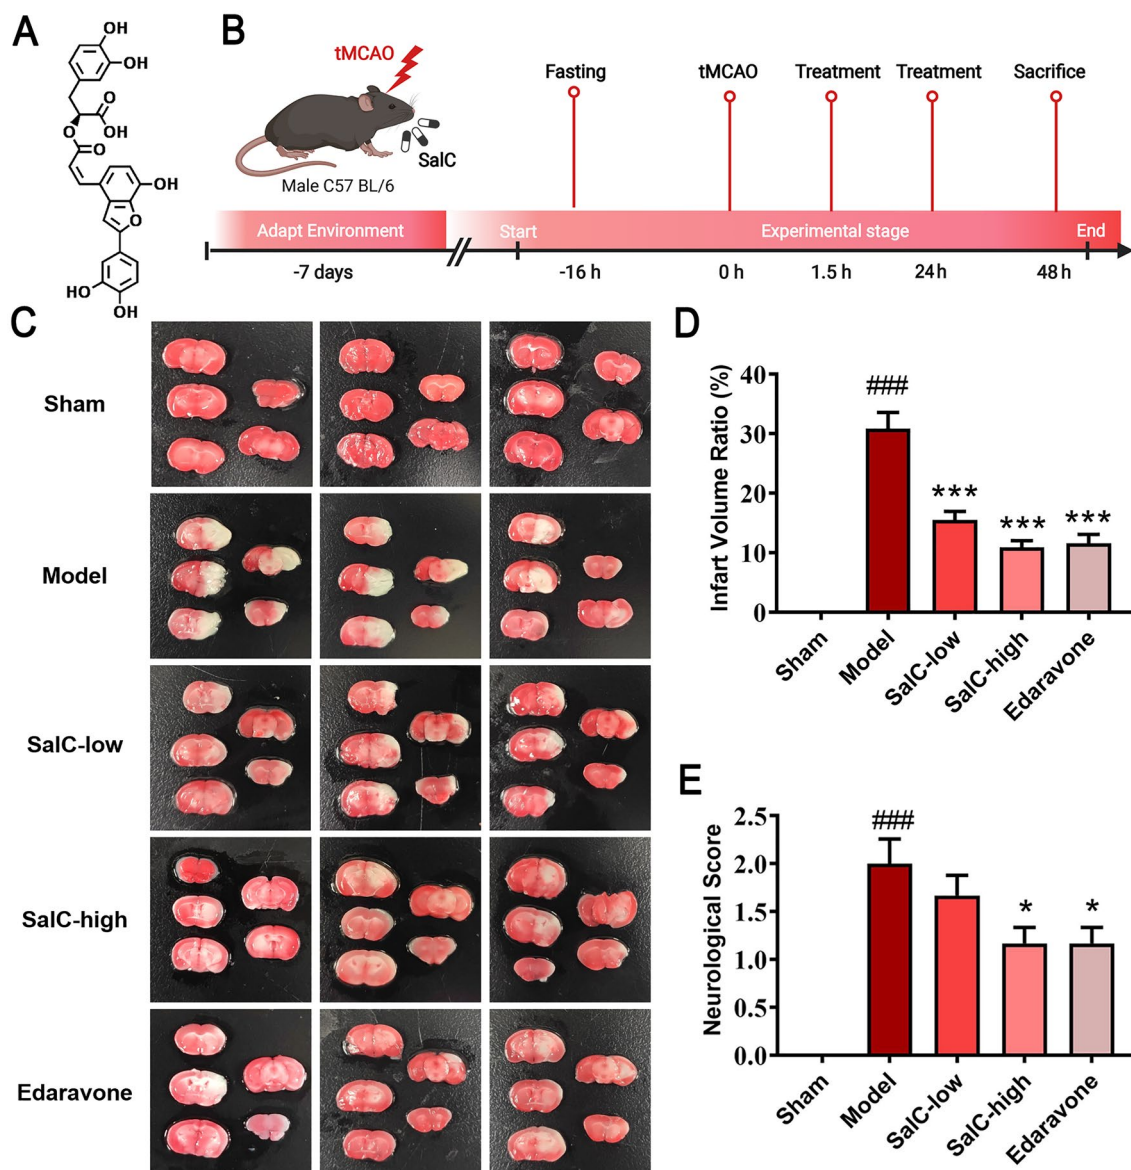 A
OH
OH
O
OH
O
O
OH
O
HO
OH
B
tMCAO
SalC
Male C57 BL/6
Fasting
tMCAO
Treatment
Treatment
Sacrifice
Adapt Environment
Start
Experimental stage
End
-7 days
-16 h
0 h
1.5 h
24 h
48 h
C
Sham
Model
SalC-low
SalC-high
Edaravone
D
Infart Volume Ratio (%)
40
30
20
10
0
###
***
***
***
Sham
Model
SalC-low
SalC-high
Edaravone
E
Neurological Score
2.5
2.0
1.5
1.0
0.5
0.0
###
*
*
Sham
Model
SalC-low
SalC-high
Edaravone